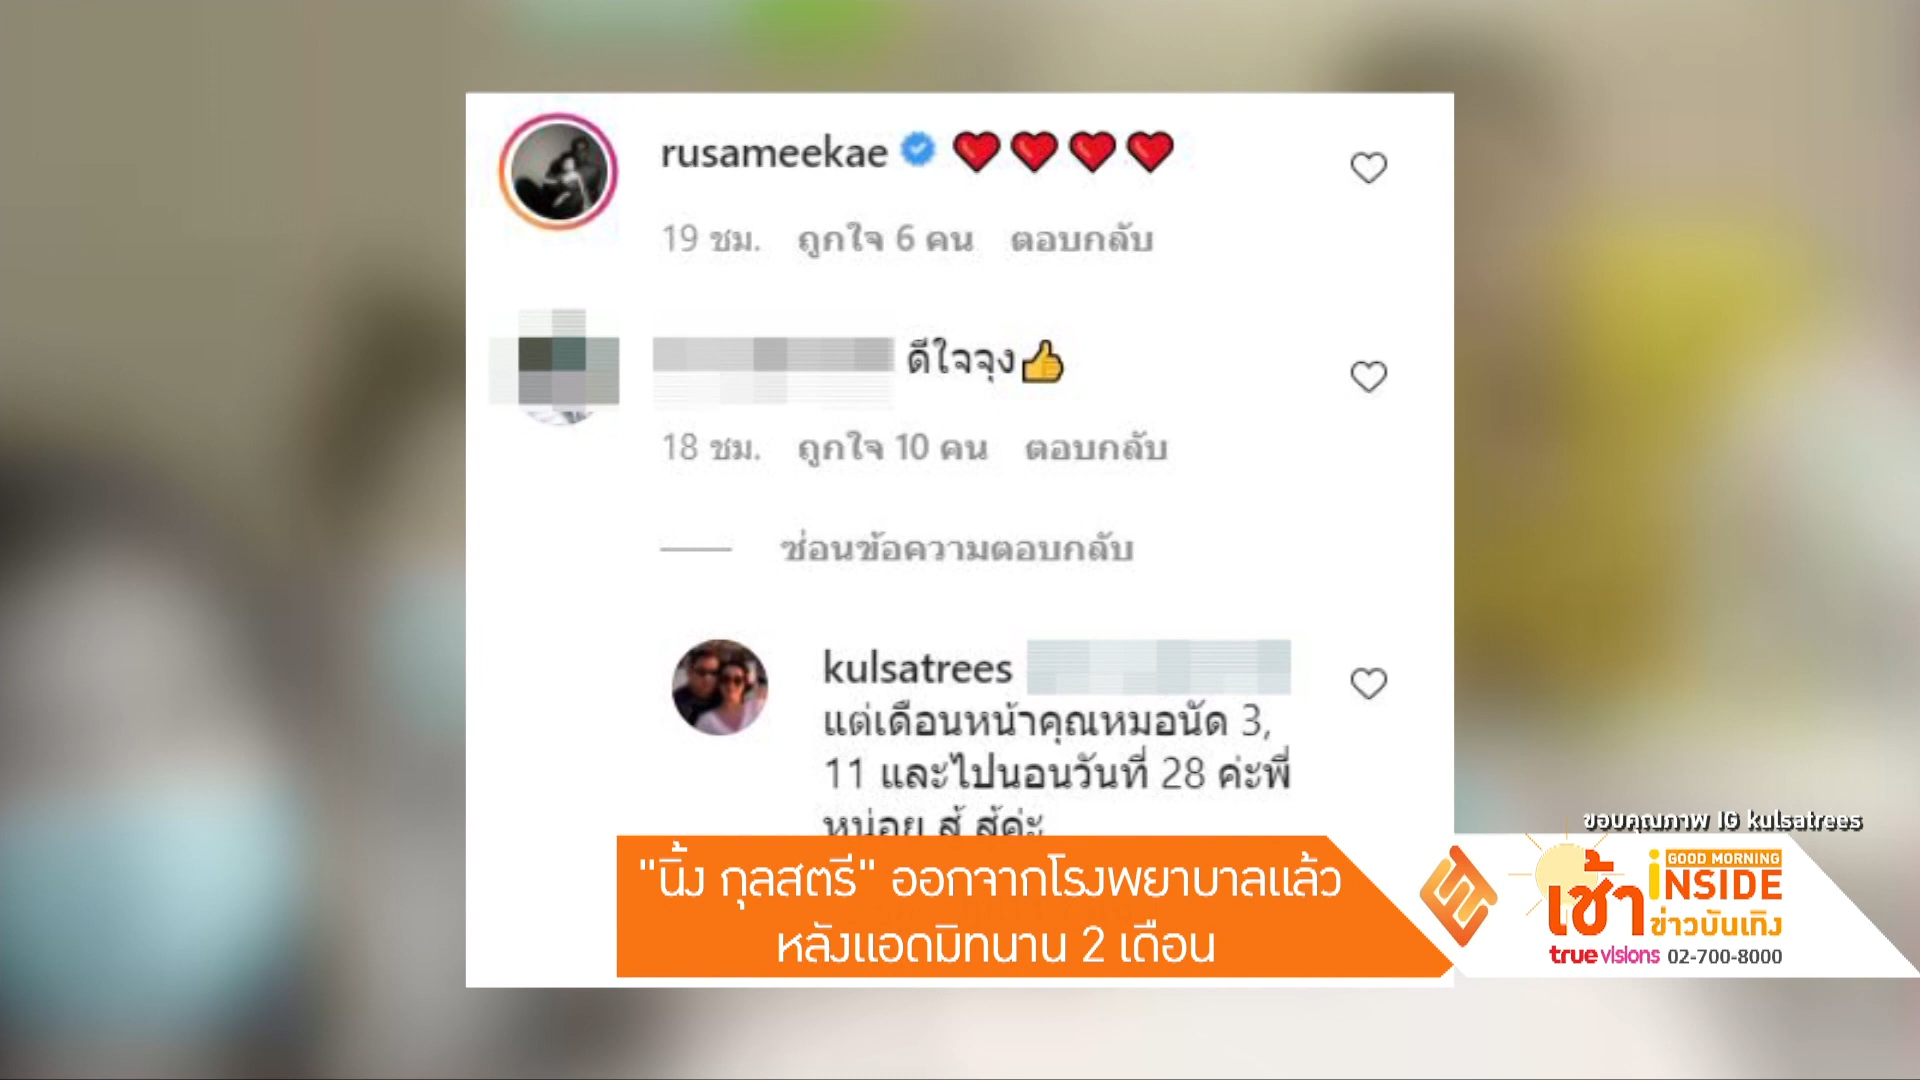 rusameekae ❤️❤️❤️❤️
19 ชม. ถูกใจ 6 คน ตอบกลับ
ดีใจจุง👍
18 ชม. ถูกใจ 10 คน ตอบกลับ
ซ่อนข้อความตอบกลับ
kulsatrees
แต่เดือนหน้าคุณหมอนัด 3,
11 และไปนอนวันที่ 28 ค่ะพี่
หน่อย สู้ สู้ค่ะ
ขอบคุณภาพ IG kulsatrees
"นิ้ง กุลสตรี" ออกจากโรงพยาบาลแล้ว
หลังแอดมิทนาน 2 เดือน
GOOD MORNING
เช้า iNSIDE
ข่าวบันเทิง
truevisions 02-700-8000